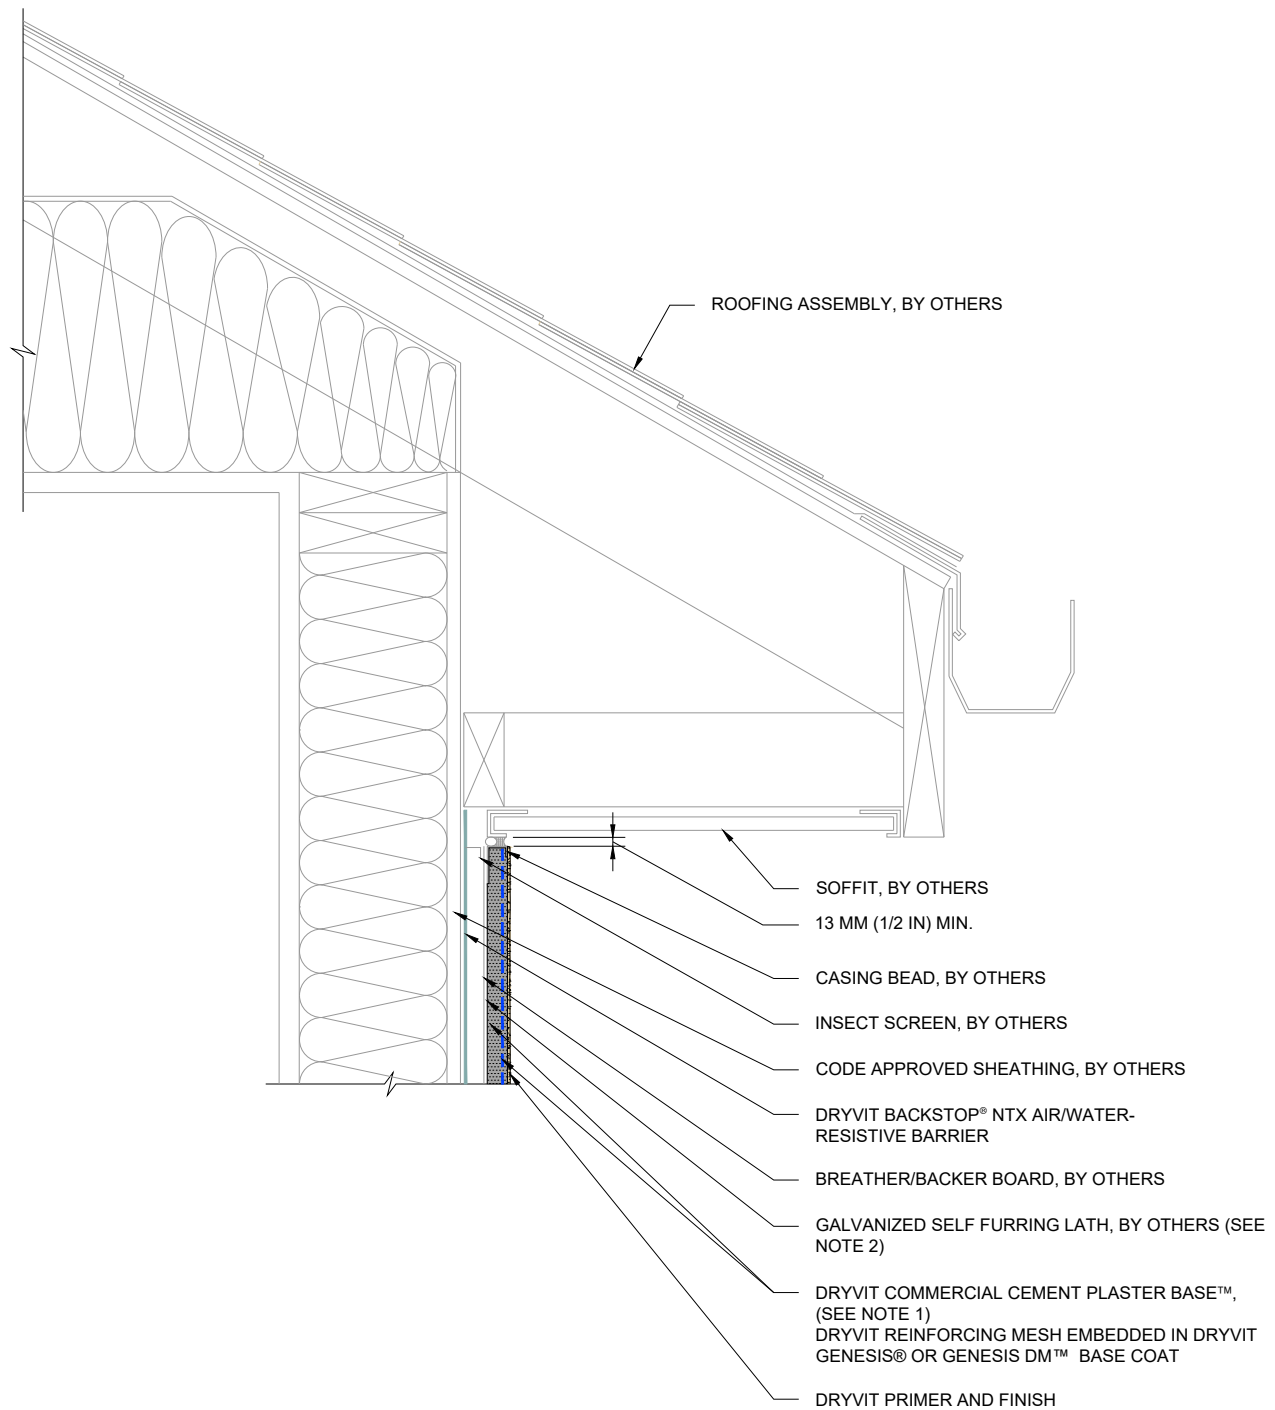 ROOFING ASSEMBLY, BY OTHERS
SOFFIT, BY OTHERS
13 MM (1/2 IN) MIN.
CASING BEAD, BY OTHERS
INSECT SCREEN, BY OTHERS
CODE APPROVED SHEATHING, BY OTHERS
DRYVIT BACKSTOP® NTX AIR/WATER-
RESISTIVE BARRIER
BREATHER/BACKER BOARD, BY OTHERS
GALVANIZED SELF FURRING LATH, BY OTHERS (SEE
NOTE 2)
DRYVIT COMMERCIAL CEMENT PLASTER BASE™,
(SEE NOTE 1)
DRYVIT REINFORCING MESH EMBEDDED IN DRYVIT
GENESIS® OR GENESIS DM™ BASE COAT
DRYVIT PRIMER AND FINISH